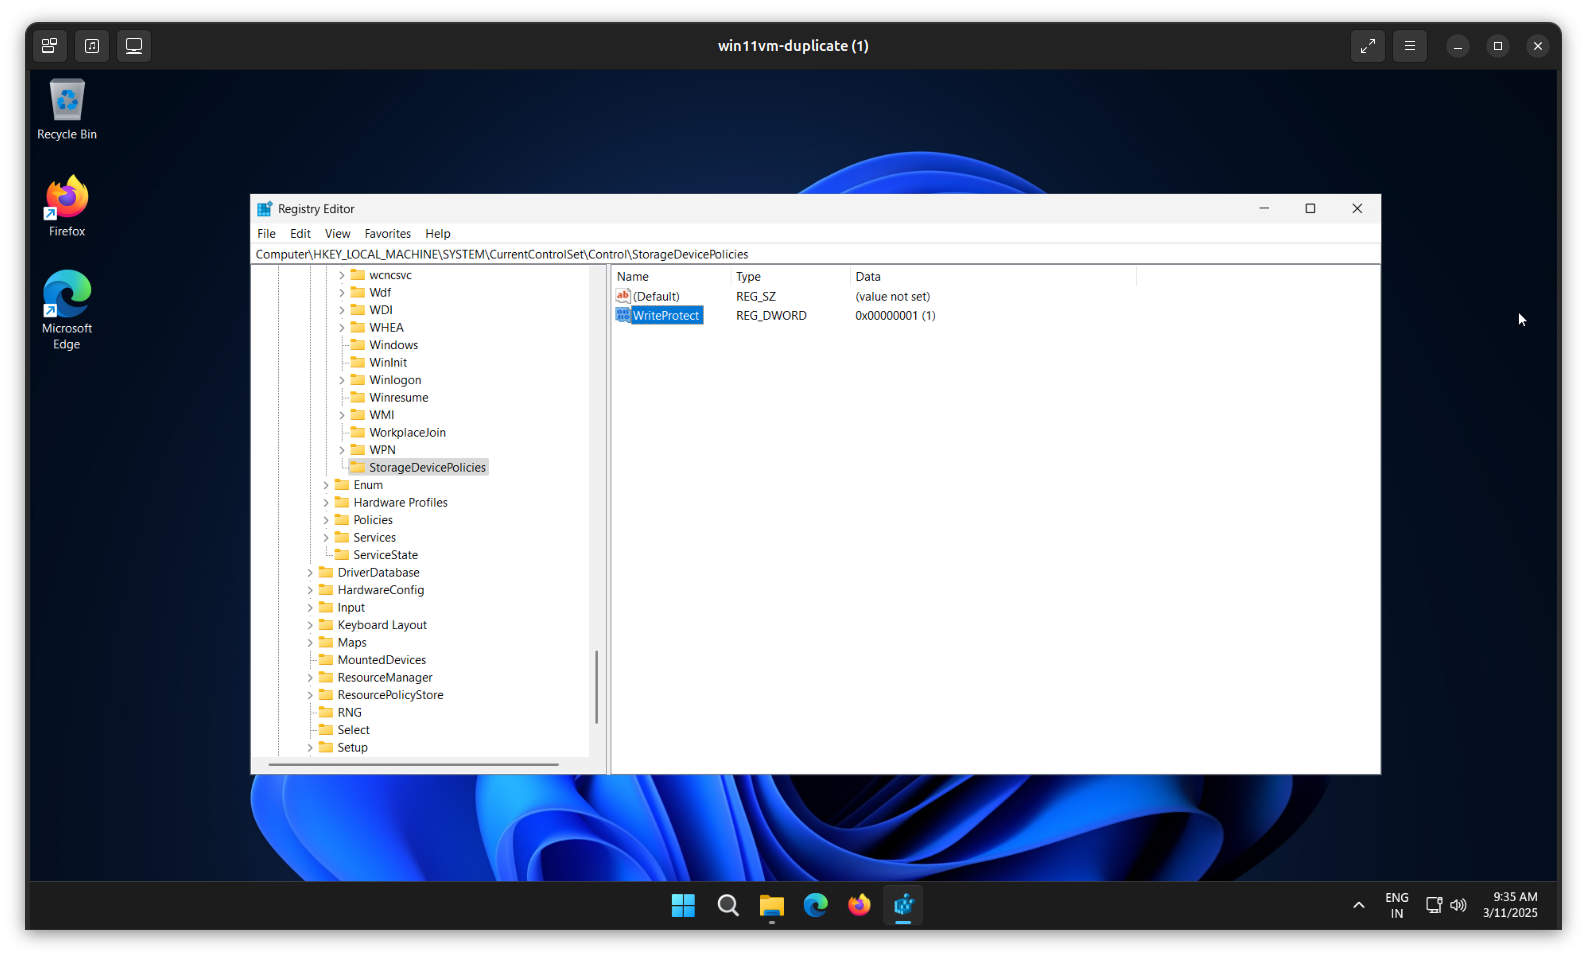 win11vm-duplicate (1)
Recycle Bin
Firefox
Microsoft
Edge
Registry Editor
File Edit View Favorites Help
Computer\HKEY_LOCAL_MACHINE\SYSTEM\CurrentControlSet\Control\StorageDevicePolicies
wcncsvc
Wdf
WDI
WHEA
Windows
WinInit
Winlogon
Winresume
WMI
WorkplaceJoin
WPN
StorageDevicePolicies
Enum
Hardware Profiles
Policies
Services
ServiceState
DriverDatabase
HardwareConfig
Input
Keyboard Layout
Maps
MountedDevices
ResourceManager
ResourcePolicyStore
RNG
Select
Setup
Name Type Data
(Default) REG_SZ (value not set)
WriteProtect REG_DWORD 0x00000001 (1)
ENG
IN
9:35 AM
3/11/2025